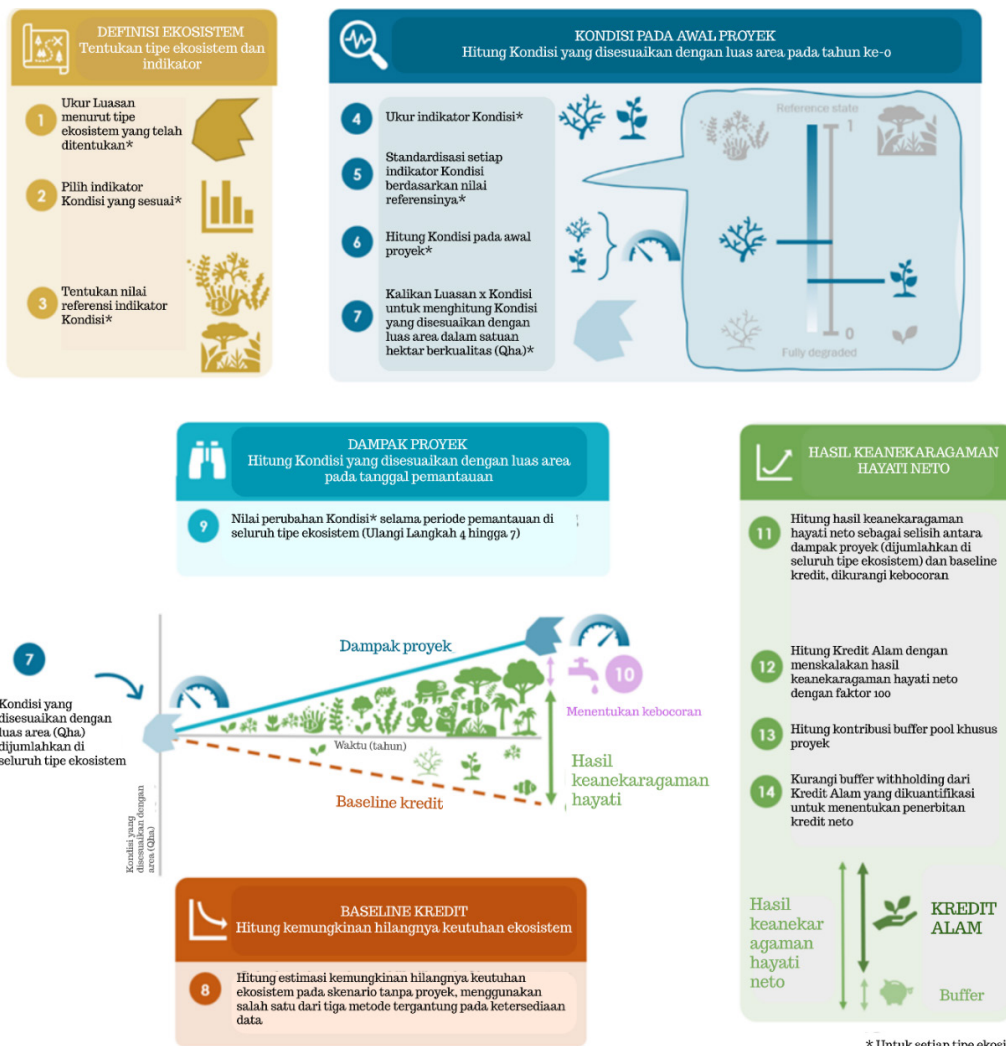 DEFINISI EKOSISTEM
Tentukan tipe ekosistem dan
indikator
1
Ukur Luasan
menurut tipe
ekosistem yang telah
ditentukan*
2
Pilih indikator
Kondisi yang sesuai*
3
Tentukan nilai
referensi indikator
Kondisi*
KONDISI PADA AWAL PROYEK
Hitung Kondisi yang disesuaikan dengan luas area pada tahun ke-0
4
Ukur indikator Kondisi*
5
Standardisasi setiap
indikator Kondisi
berdasarkan nilai
referensinya*
6
Hitung Kondisi pada awal
proyek*
7
Kalikan Luasan x Kondisi
untuk menghitung Kondisi
yang disesuaikan dengan
luas area dalam satuan
hektar berkualitas (Qha)*
Reference state
1
0
Fully degraded
DAMPAK PROYEK
Hitung Kondisi yang disesuaikan dengan luas area
pada tanggal pemantauan
9
Nilai perubahan Kondisi* selama periode pemantauan di
seluruh tipe ekosistem (Ulangi Langkah 4 hingga 7)
7
Kondisi yang
disesuaikan dengan
luas area (Qha)
dijumlahkan di
seluruh tipe ekosistem
Dampak proyek
10
Menentukan kebocoran
Waktu (tahun)
Hasil
keanekaragaman
hayati
Baseline kredit
Kondisi yang
disesuaikan dengan
area (Qha)
BASELINE KREDIT
Hitung kemungkinan hilangnya keutuhan ekosistem
8
Hitung estimasi kemungkinan hilangnya keutuhan
ekosistem pada skenario tanpa proyek, menggunakan
salah satu dari tiga metode tergantung pada ketersediaan
data
HASIL KEANEKARAGAMAN
HAYATI NETO
11
Hitung hasil keanekaragaman
hayati neto sebagai selisih antara
dampak proyek (dijumlahkan di
seluruh tipe ekosistem) dan baseline
kredit, dikurangi kebocoran
12
Hitung Kredit Alam dengan
menskalakan hasil
keanekaragaman hayati neto
dengan faktor 100
13
Hitung kontribusi buffer pool khusus
proyek
14
Kurangi buffer withholding dari
Kredit Alam yang dikuantifikasi
untuk menentukan penerbitan
kredit neto
Hasil
keanekar
agaman
hayati
neto
KREDIT
ALAM
Buffer
* Untuk setiap tipe ekosi